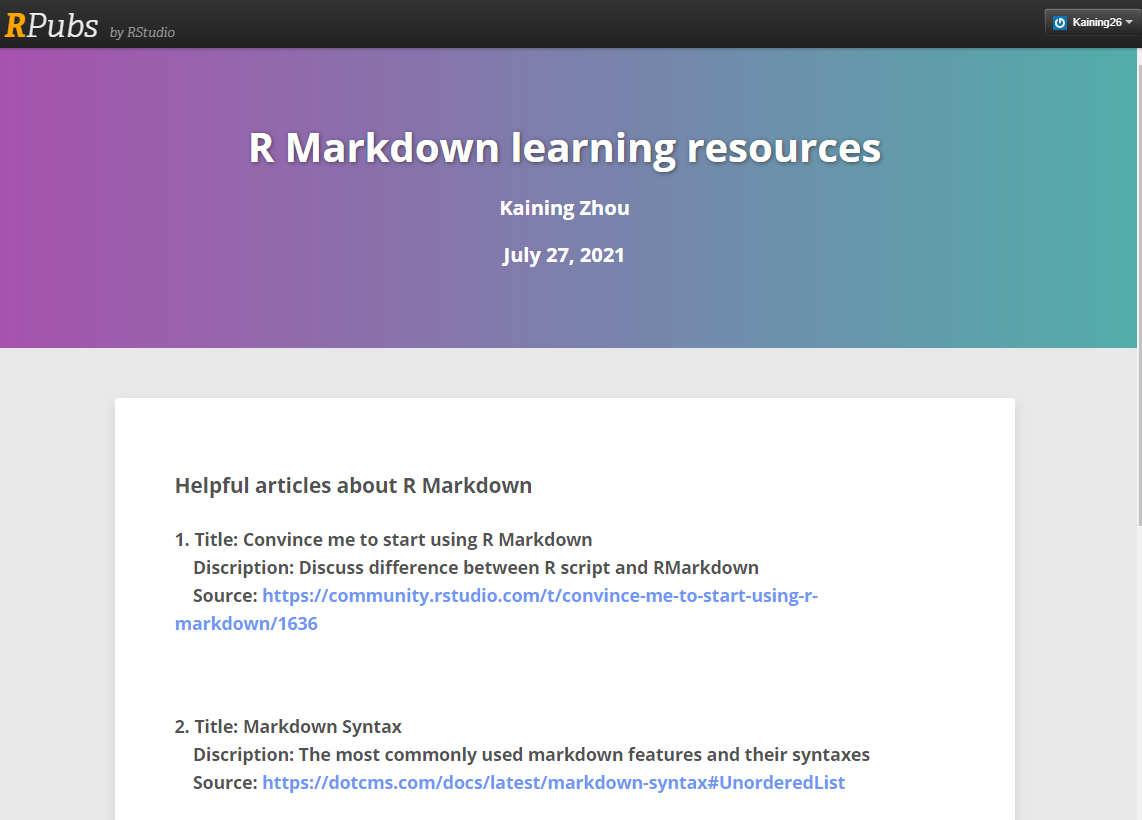 RPubs by RStudio
Kaining26
R Markdown learning resources
Kaining Zhou
July 27, 2021
Helpful articles about R Markdown
1. Title: Convince me to start using R Markdown
Discription: Discuss difference between R script and RMarkdown
Source: https://community.rstudio.com/t/convince-me-to-start-using-r-
markdown/1636
2. Title: Markdown Syntax
Discription: The most commonly used markdown features and their syntaxes
Source: https://dotcms.com/docs/latest/markdown-syntax#UnorderedList